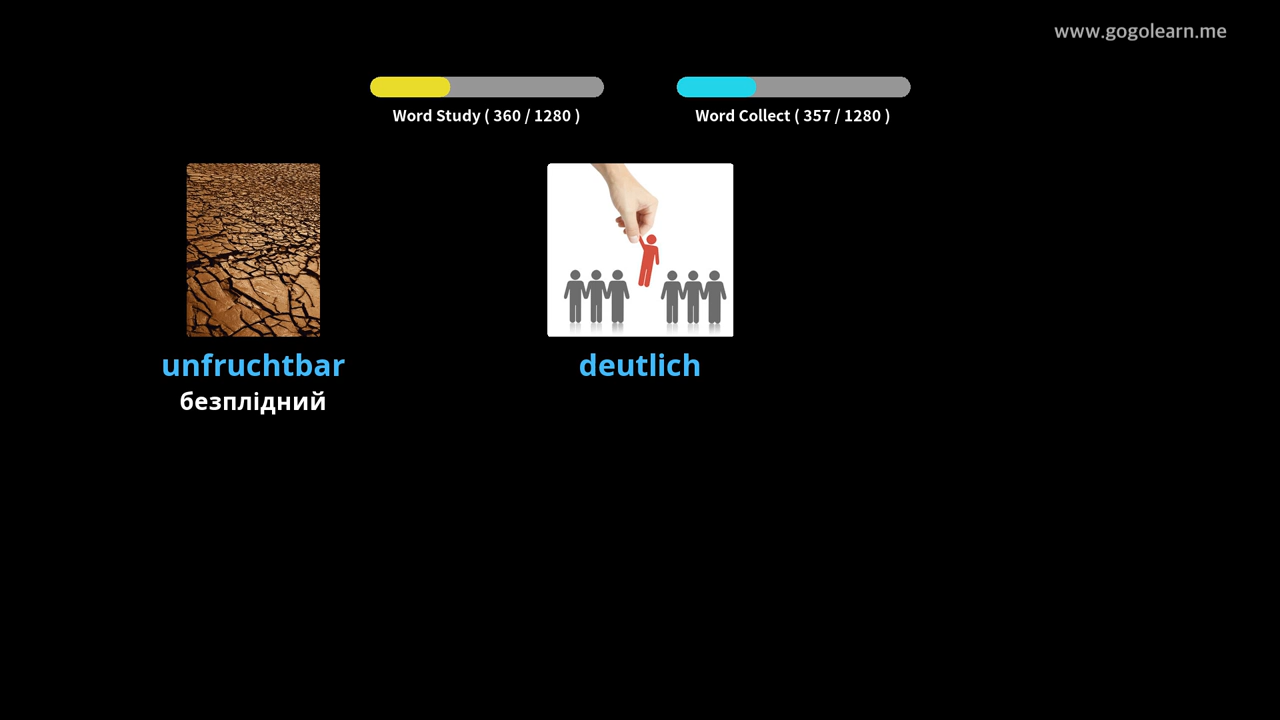 www.gogolearn.me
Word Study ( 360 / 1280 )
Word Collect ( 357 / 1280 )
unfruchtbar
безплідний
deutlich